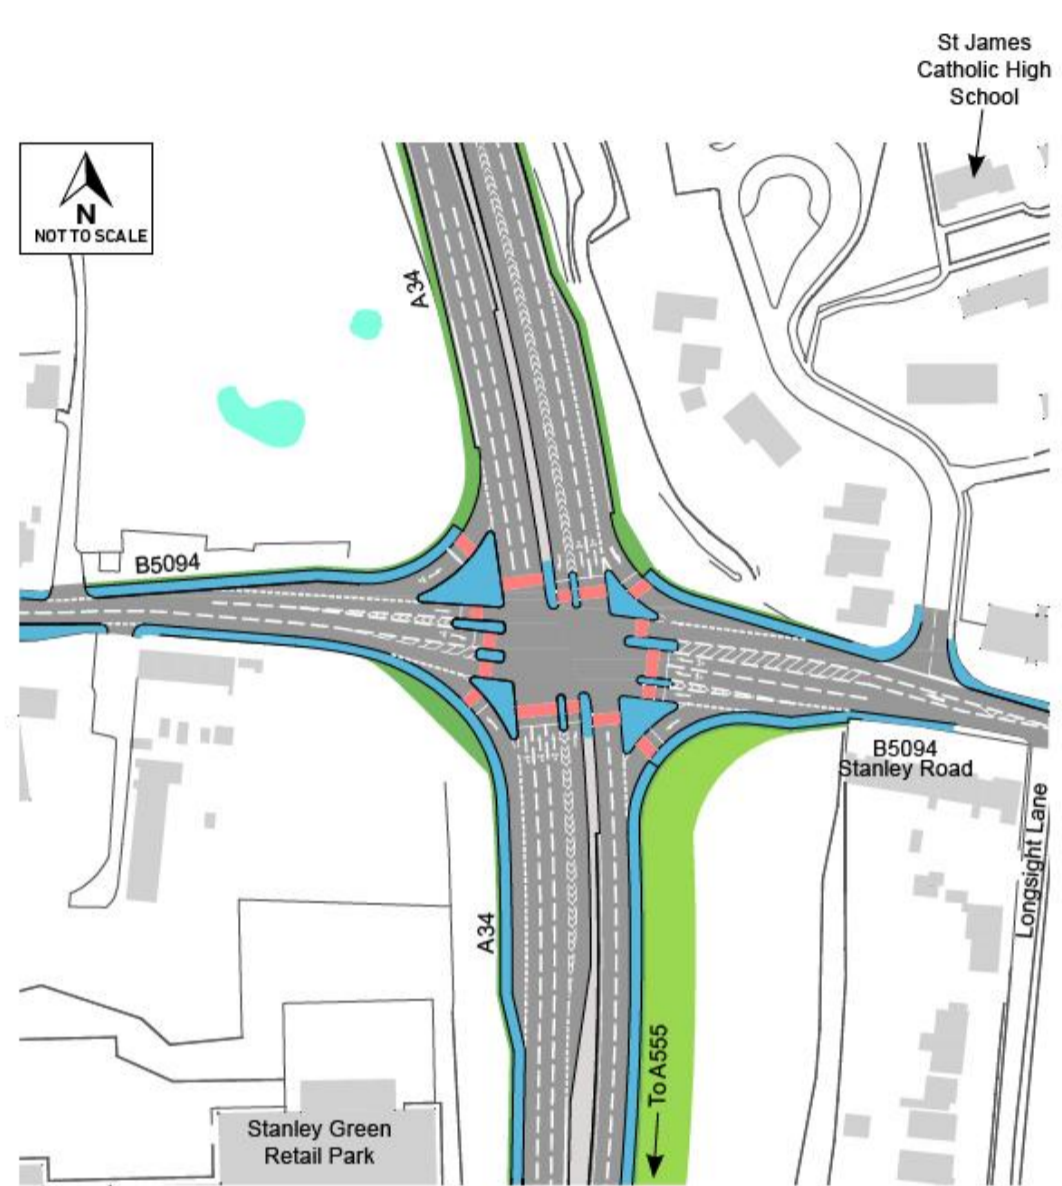 St James
Catholic High
School
N
NOT TO SCALE
A34
B5094
B5094
Stanley Road
Longsight Lane
A34
To A555
Stanley Green
Retail Park